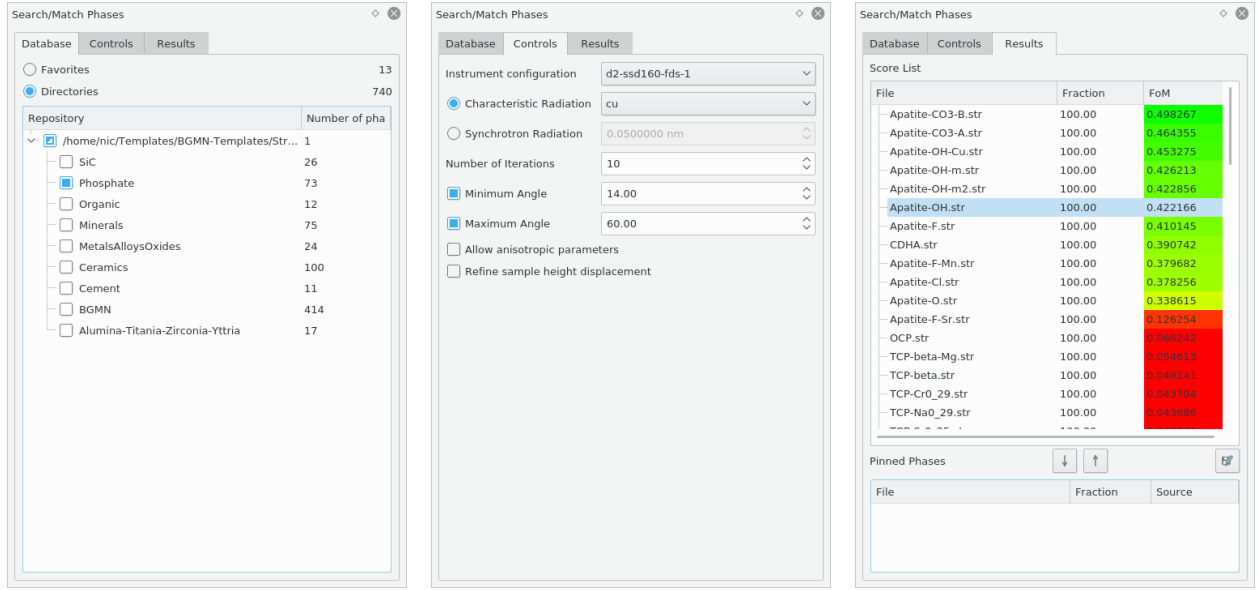 Search/Match Phases
Database Controls Results
Favorites 13
Directories 740
Repository Number of pha
/home/nic/Templates/BGMN-Templates/Str... 1
SiC 26
Phosphate 73
Organic 12
Minerals 75
MetalsAlloysOxides 24
Ceramics 100
Cement 11
BGMN 414
Alumina-Titania-Zirconia-Yttria 17
Search/Match Phases
Database Controls Results
Instrument configuration d2-ssd160-fds-1
Characteristic Radiation cu
Synchrotron Radiation 0.0500000 nm
Number of Iterations 10
Minimum Angle 14.00
Maximum Angle 60.00
Allow anisotropic parameters
Refine sample height displacement
Search/Match Phases
Database Controls Results
Score List
File Fraction FoM
Apatite-CO3-B.str 100.00 0.498267
Apatite-CO3-A.str 100.00 0.464355
Apatite-OH-Cu.str 100.00 0.453275
Apatite-OH-m.str 100.00 0.426213
Apatite-OH-m2.str 100.00 0.422856
Apatite-OH.str 100.00 0.422166
Apatite-F.str 100.00 0.410145
CDHA.str 100.00 0.390742
Apatite-F-Mn.str 100.00 0.379682
Apatite-Cl.str 100.00 0.378256
Apatite-O.str 100.00 0.338615
Apatite-F-Sr.str 100.00 0.126254
OCP.str 100.00 0.066242
TCP-beta-Mg.str 100.00 0.054613
TCP-beta.str 100.00 0.049241
TCP-Cr0_29.str 100.00 0.043704
TCP-Na0_29.str 100.00 0.043686
Pinned Phases
File Fraction Source